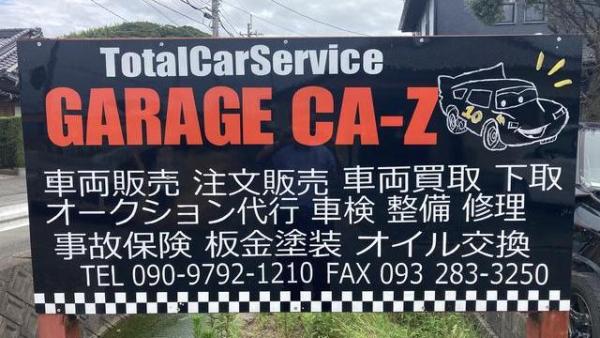 TotalCarService
GARAGE CA-Z
10
車両販売 注文販売 車両買取 下取
オークション代行 車検 整備 修理
事故保険 板金塗装 オイル交換
TEL 090-9792-1210 FAX 093 283-3250